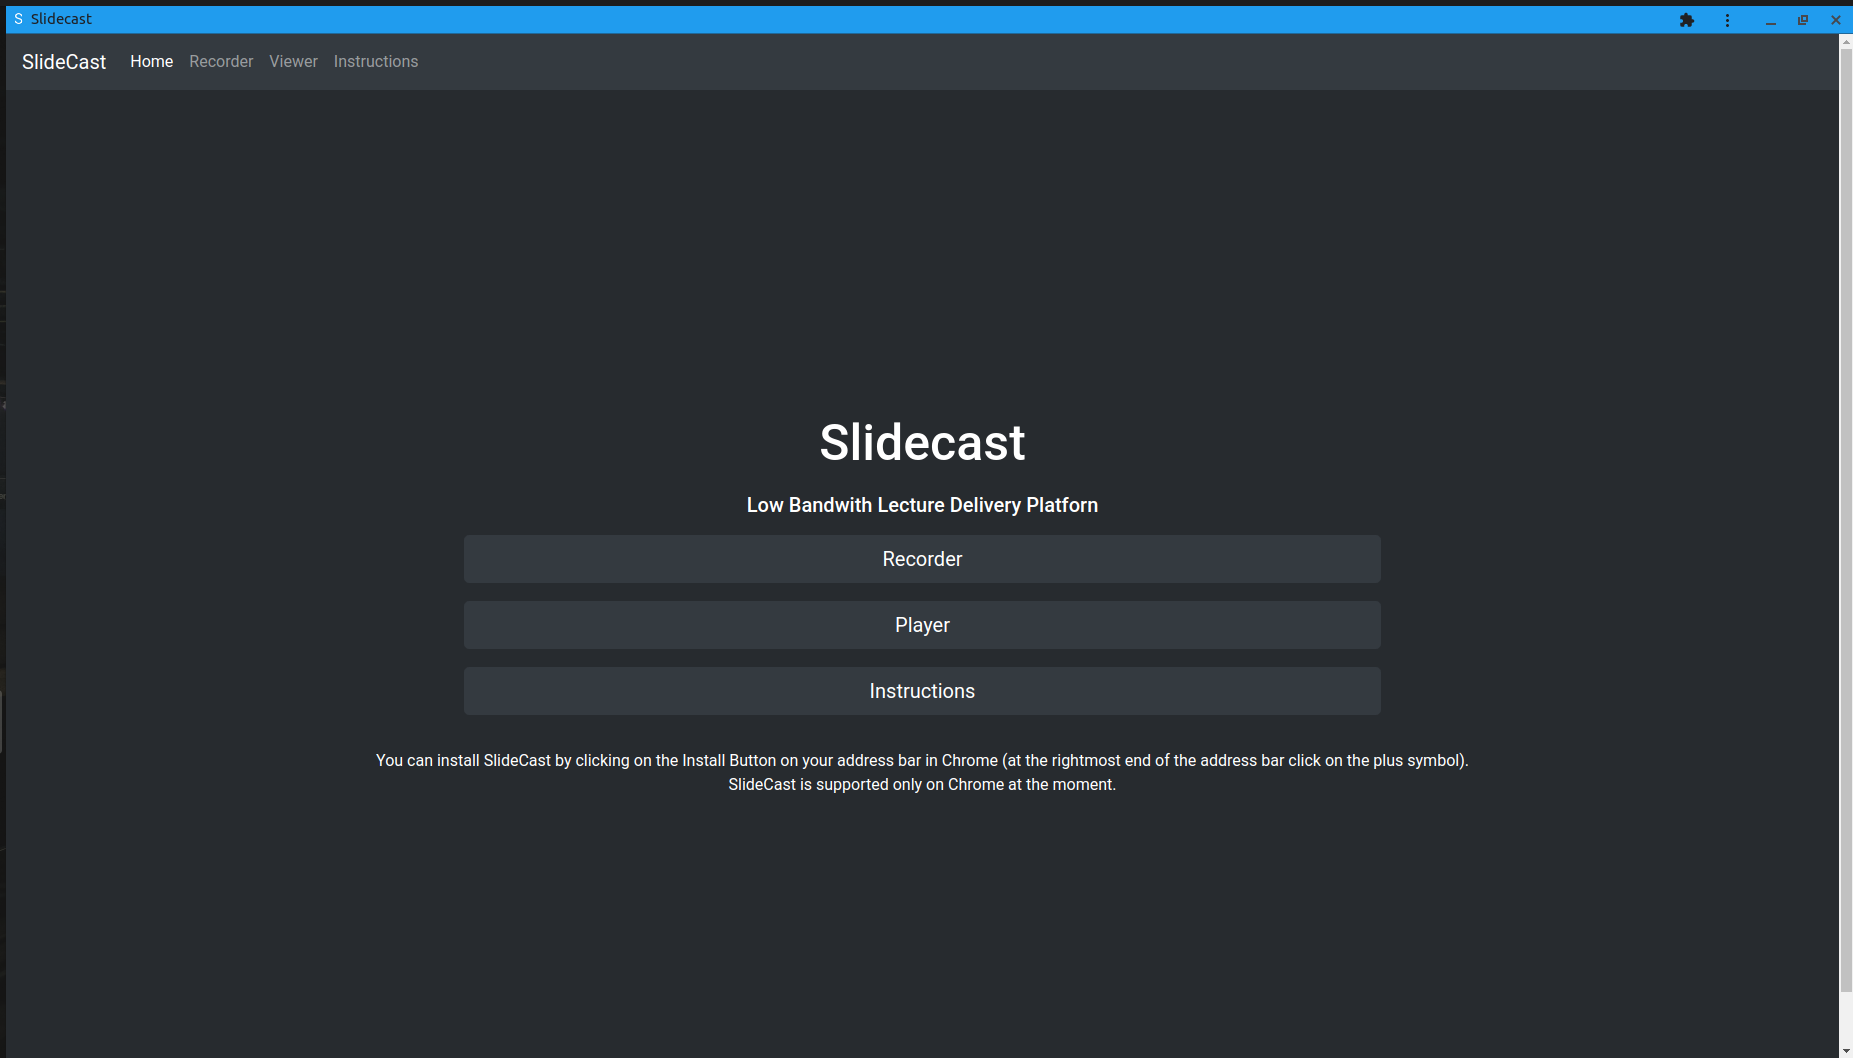 S Slidecast
SlideCast Home Recorder Viewer Instructions
Slidecast
Low Bandwith Lecture Delivery Platforn
Recorder
Player
Instructions
You can install SlideCast by clicking on the Install Button on your address bar in Chrome (at the rightmost end of the address bar click on the plus symbol).
SlideCast is supported only on Chrome at the moment.